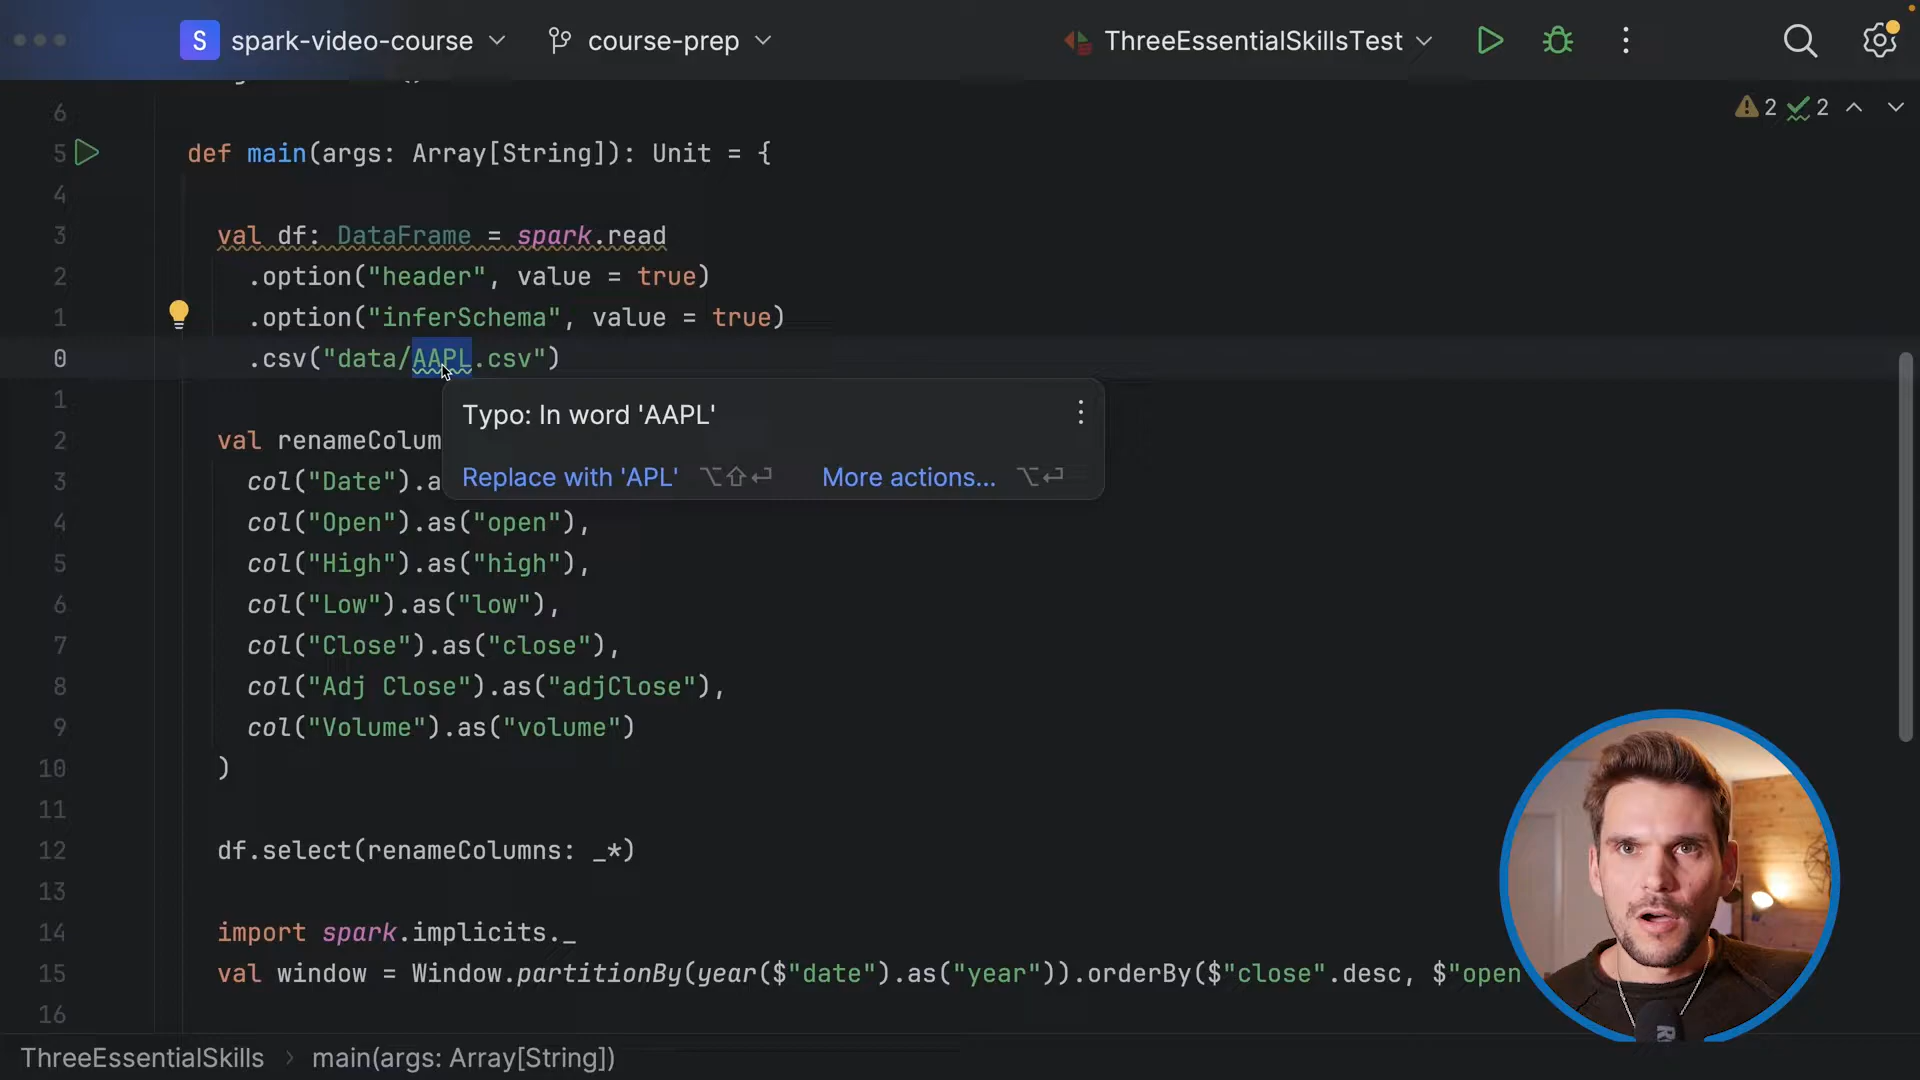 S spark-video-course course-prep ThreeEssentialSkillsTest
6
2 2
5 def main(args: Array[String]): Unit = {
4
3 val df: DataFrame = spark.read
2 .option("header", value = true)
1 .option("inferSchema", value = true)
0 .csv("data/AAPL.csv")
1
Typo: In word 'AAPL'
2 val renameColum
Replace with 'APL' ⌥⇧⏎ More actions... ⌥⏎
3 col("Date").a
4 col("Open").as("open"),
5 col("High").as("high"),
6 col("Low").as("low"),
7 col("Close").as("close"),
8 col("Adj Close").as("adjClose"),
9 col("Volume").as("volume")
10 )
11
12 df.select(renameColumns: _*)
13
14 import spark.implicits._
15 val window = Window.partitionBy(year($"date").as("year")).orderBy($"close".desc, $"open
16
ThreeEssentialSkills › main(args: Array[String])